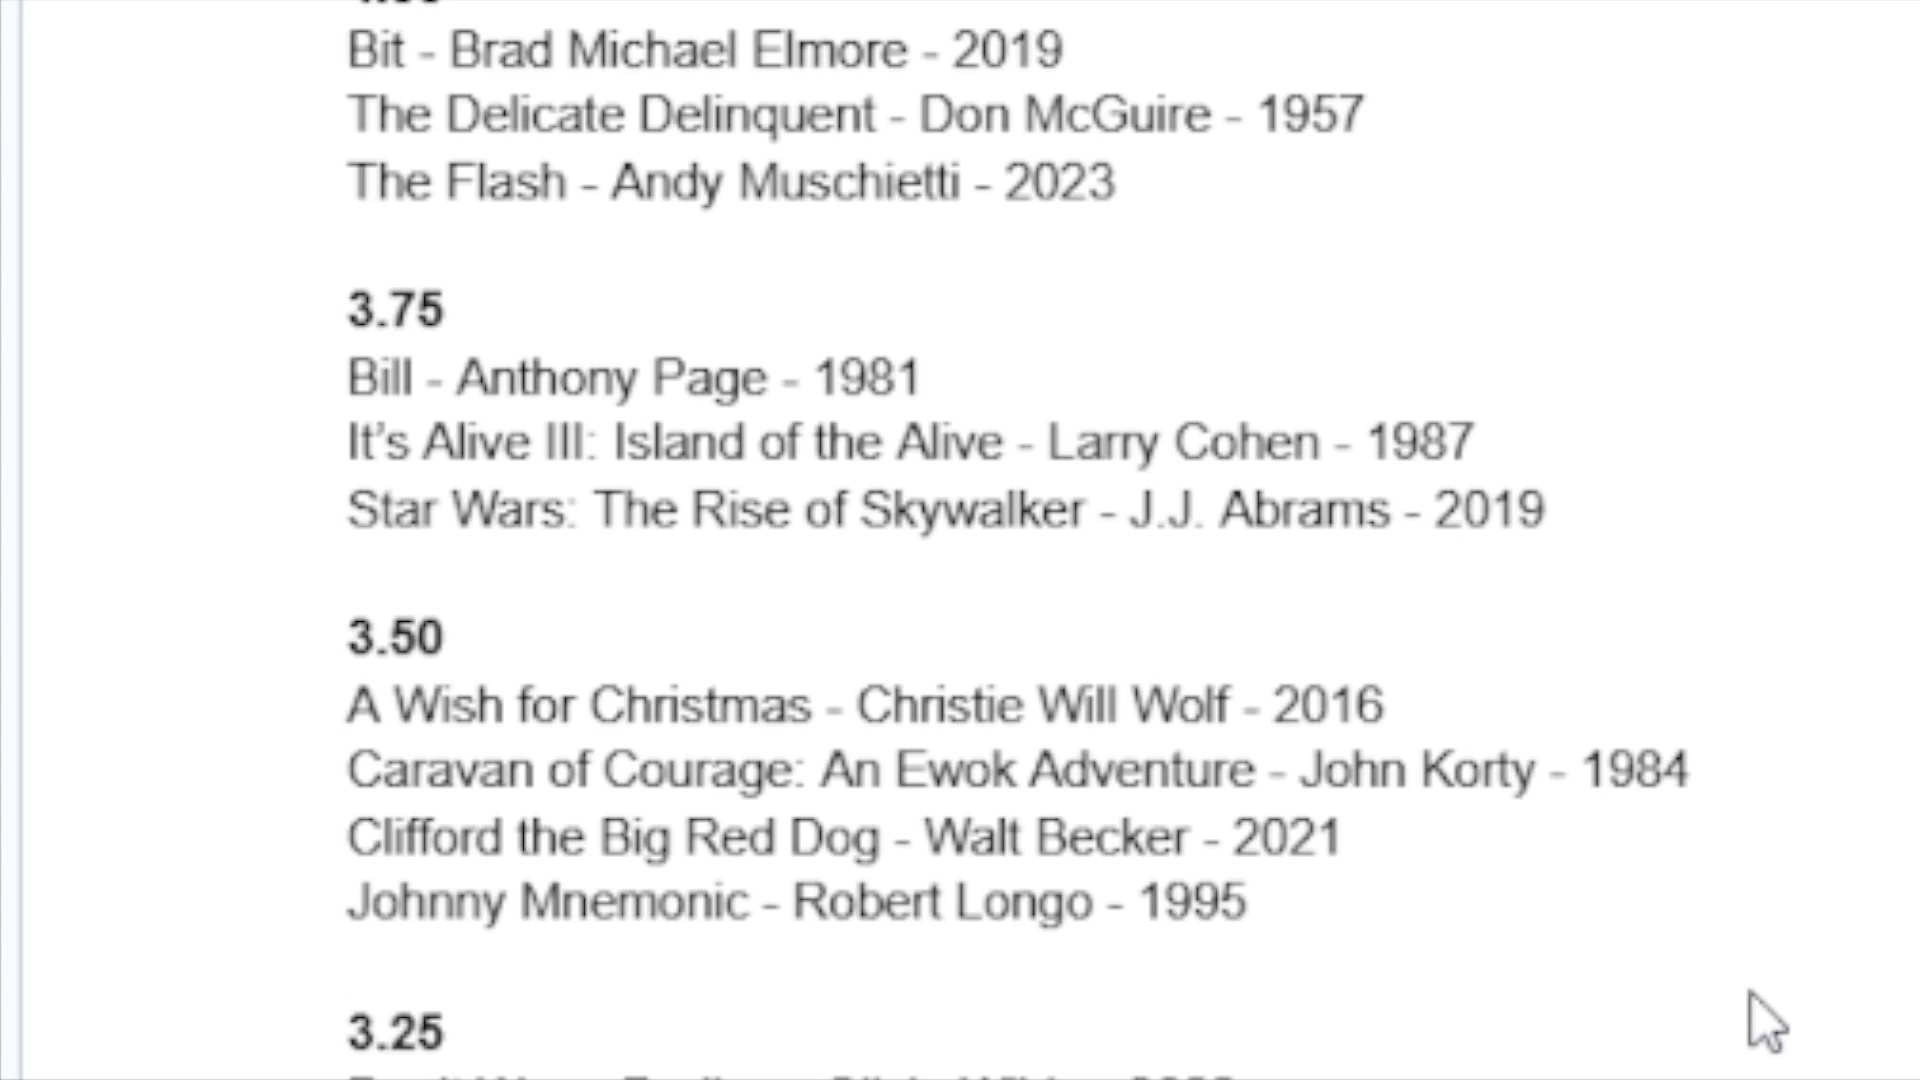 Bit - Brad Michael Elmore - 2019
The Delicate Delinquent - Don McGuire - 1957
The Flash - Andy Muschietti - 2023
3.75
Bill - Anthony Page - 1981
It's Alive III: Island of the Alive - Larry Cohen - 1987
Star Wars: The Rise of Skywalker - J.J. Abrams - 2019
3.50
A Wish for Christmas - Christie Will Wolf - 2016
Caravan of Courage: An Ewok Adventure - John Korty - 1984
Clifford the Big Red Dog - Walt Becker - 2021
Johnny Mnemonic - Robert Longo - 1995
3.25